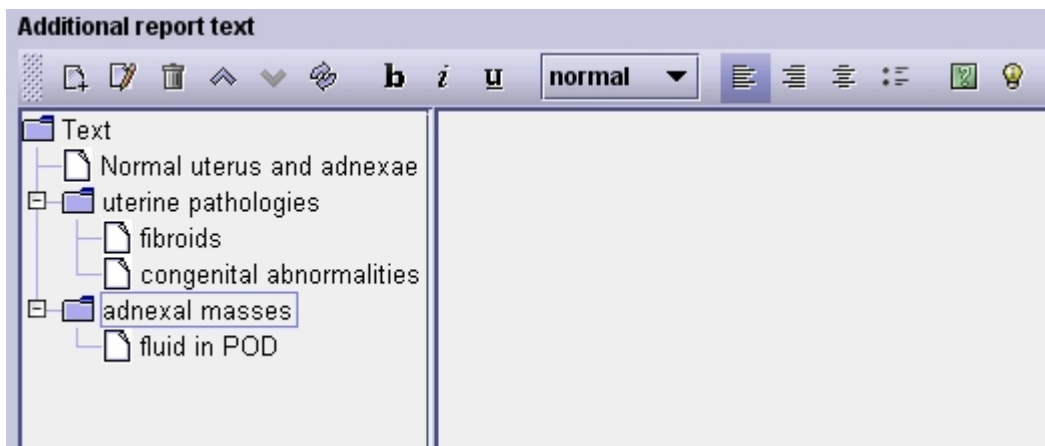 Additional report text
b i u normal
Text
Normal uterus and adnexae
uterine pathologies
fibroids
congenital abnormalities
adnexal masses
fluid in POD